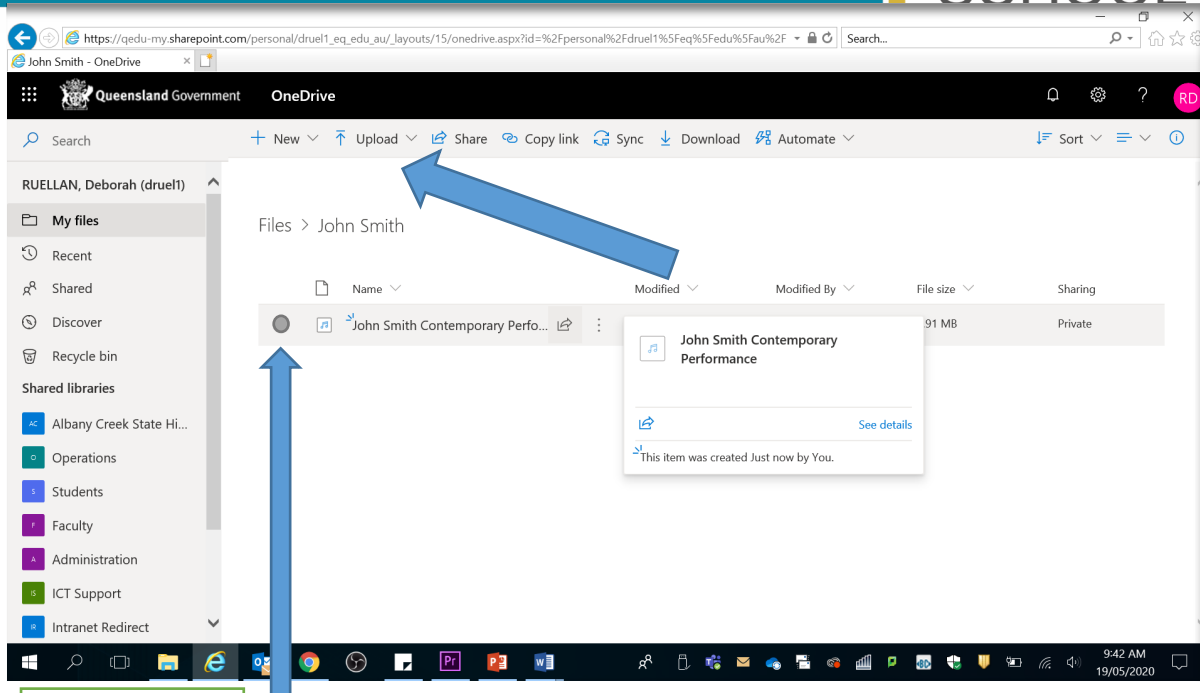 https://qedu-my.sharepoint.com/personal/druel1_eq_edu_au/_layouts/15/onedrive.aspx?id=%2Fpersonal%2Fdruel1%5Feq%5Fedu%5Fau%2F
Search...
John Smith - OneDrive
Queensland Government OneDrive ? RD
Search
New Upload Share Copy link Sync Download Automate Sort
RUELLAN, Deborah (druel1)
My files
Recent
Shared
Discover
Recycle bin
Shared libraries
AC Albany Creek State Hi...
O Operations
S Students
F Faculty
A Administration
IS ICT Support
IR Intranet Redirect
Files > John Smith
Name Modified Modified By File size Sharing
John Smith Contemporary Perfo... .91 MB Private
John Smith Contemporary
Performance
See details
This item was created Just now by You.
Pr
9:42 AM
19/05/2020